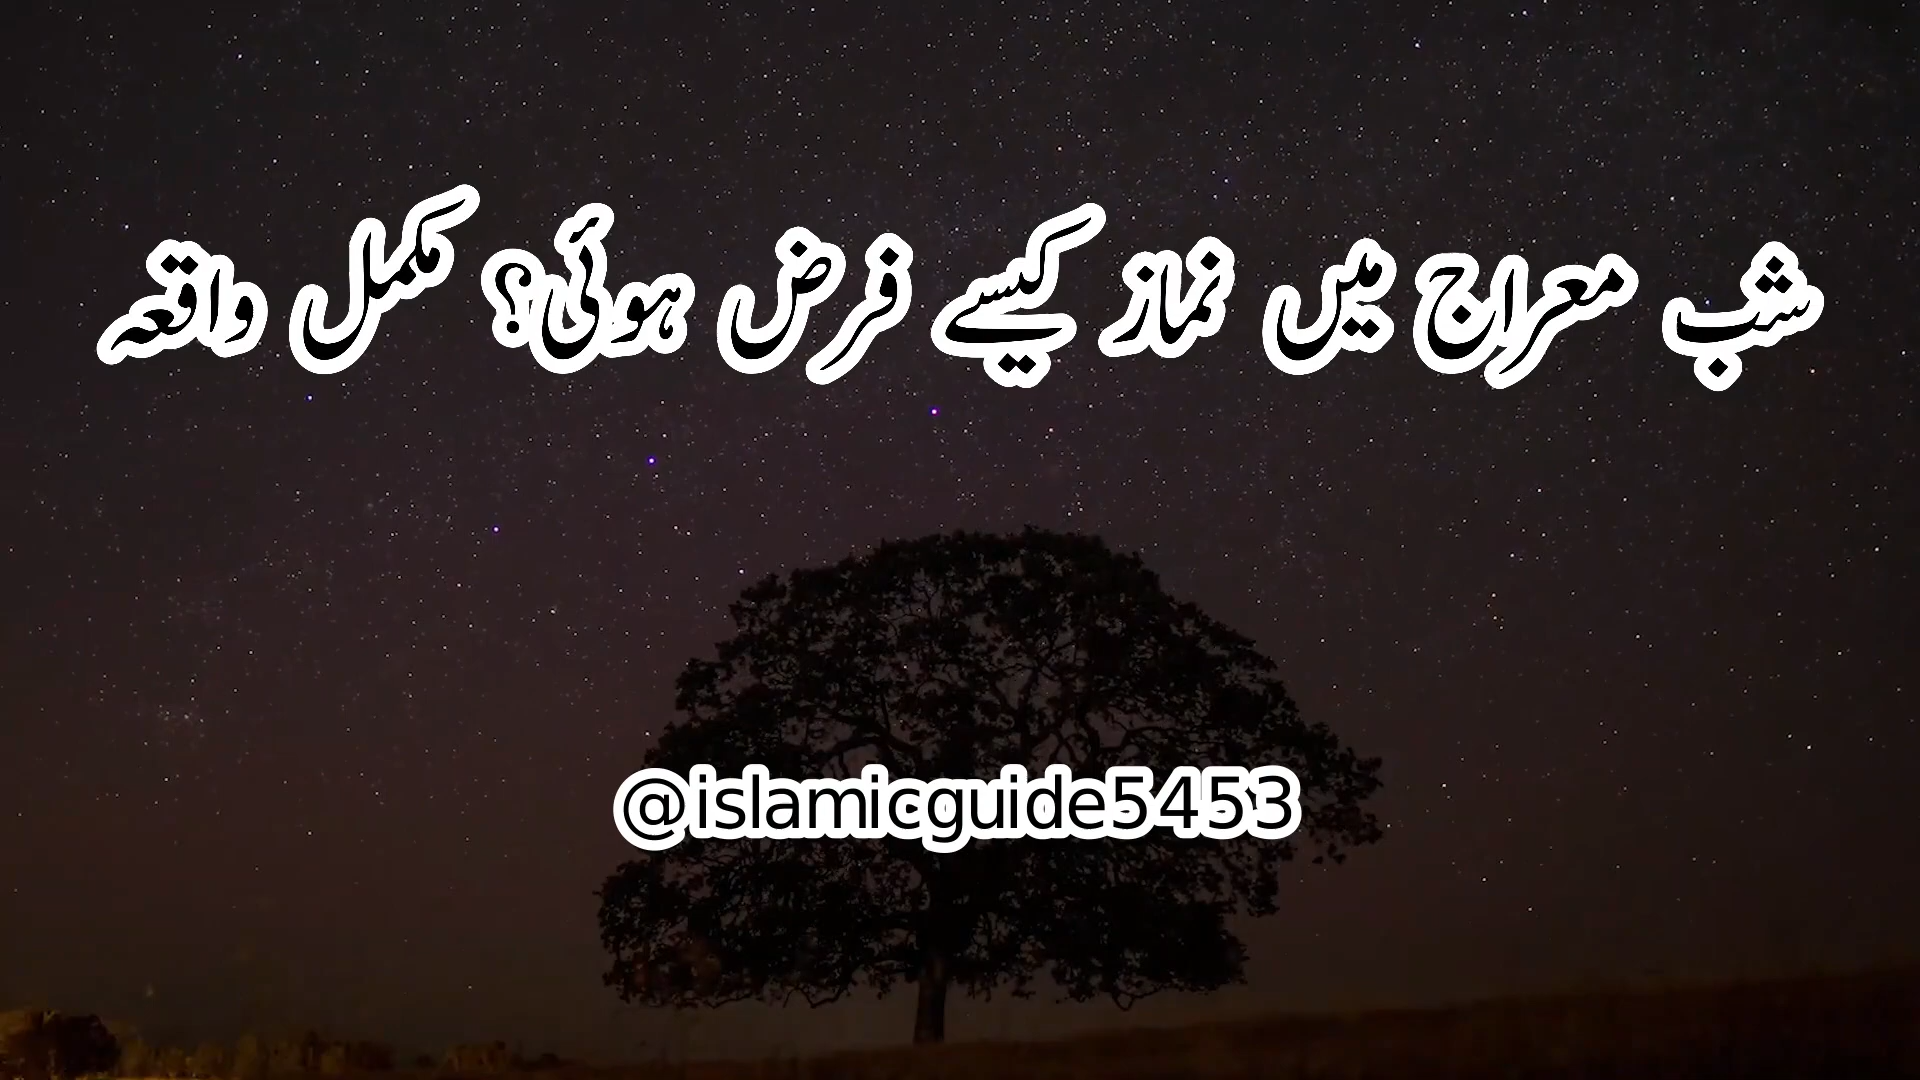 شب معراج میں نماز کیسے فرض ہوئی؟ مکمل واقعہ
@islamicguide5453